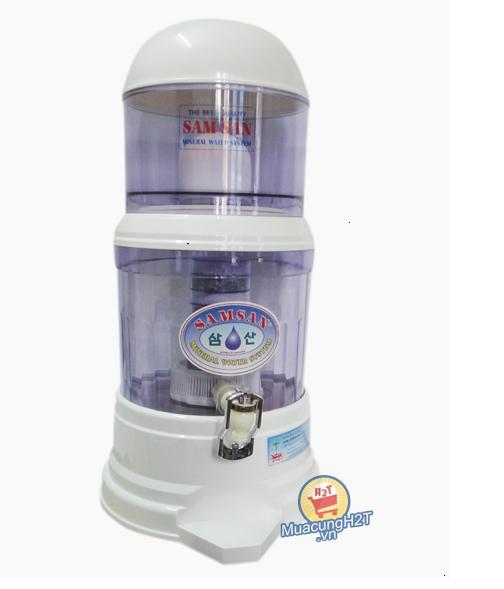 THE BEST QUALITY
SAMSAN
MINERAL WATER SYSTEM
SAMSAN
삼 산
MINERAL WATER SYSTEM
H2T
MuacungH2T
.vn